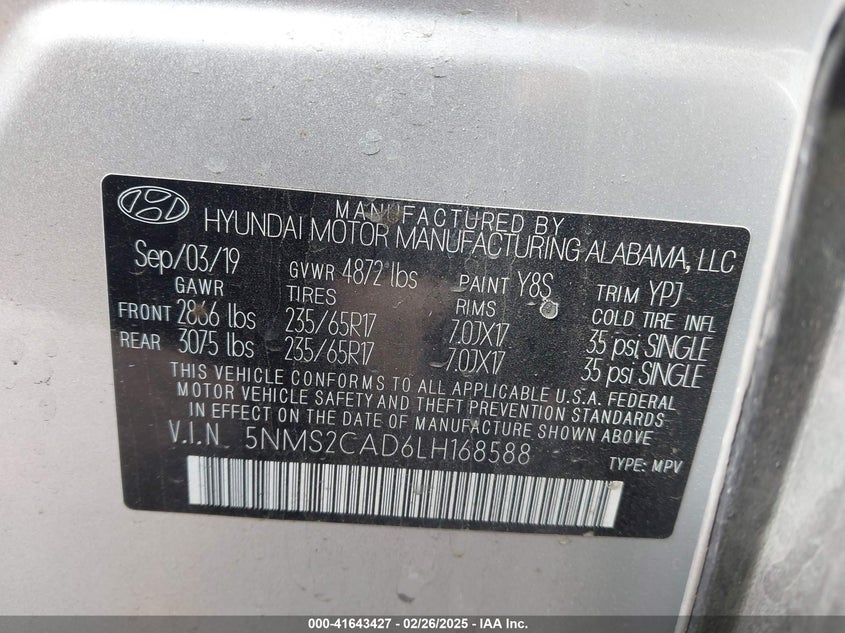 MANUFACTURED BY
HYUNDAI MOTOR MANUFACTURING ALABAMA, LLC
Sep/03/19 GVWR 4872 lbs PAINT Y8S TRIM YPJ
GAWR TIRES RIMS COLD TIRE INFL
FRONT 2866 lbs 235/65R17 7.0JX17 35 psi, SINGLE
REAR 3075 lbs 235/65R17 7.0JX17 35 psi, SINGLE
THIS VEHICLE CONFORMS TO ALL APPLICABLE U.S.A. FEDERAL
MOTOR VEHICLE SAFETY AND THEFT PREVENTION STANDARDS
IN EFFECT ON THE DATE OF MANUFACTURE SHOWN ABOVE
V.I.N. 5NMS2CAD6LH168588 TYPE: MPV
000-41643427 - 02/26/2025 - IAA Inc.